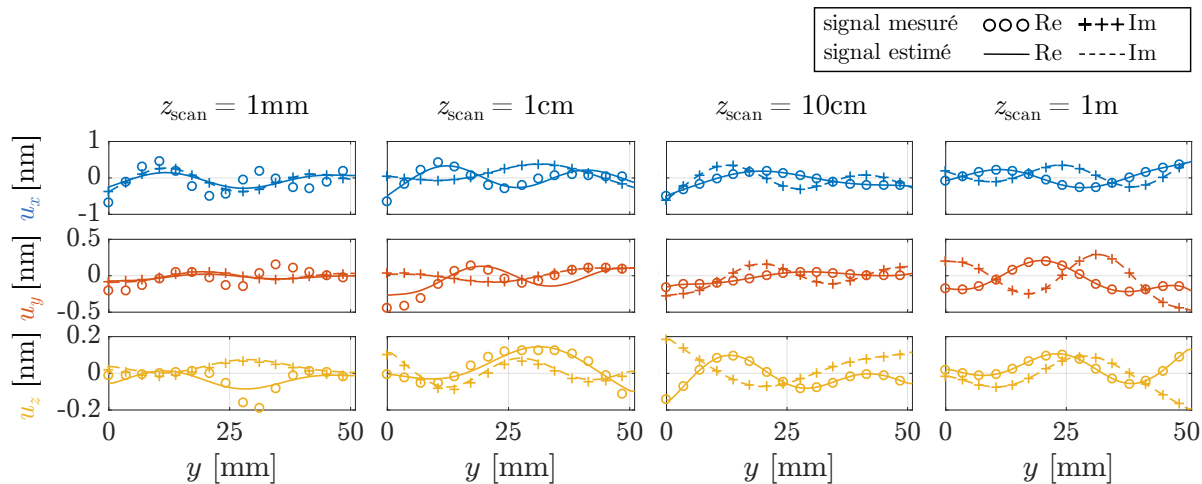 signal mesuré Re Im
signal estimé Re Im
z_scan = 1mm z_scan = 1cm z_scan = 10cm z_scan = 1m
u_x [nm]
1
0
-1
u_y [nm]
0.5
0
-0.5
u_z [nm]
0.2
0
-0.2
0 25 50 0 25 50 0 25 50 0 25 50
y [mm] y [mm] y [mm] y [mm]